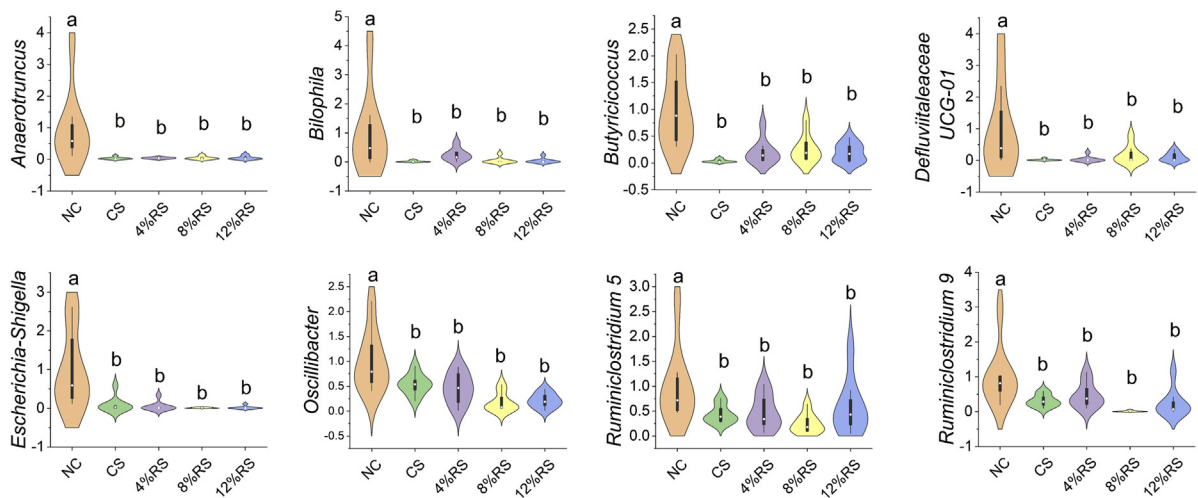 Anaerotruncus
4
3
2
1
0
-1
a
b
b
b
b
NC
CS
4%RS
8%RS
12%RS
Bilophila
5
4
3
2
1
0
-1
a
b
b
b
b
NC
CS
4%RS
8%RS
12%RS
Butyricicoccus
2.5
2.0
1.5
1.0
0.5
0.0
-0.5
a
b
b
b
b
NC
CS
4%RS
8%RS
12%RS
Defluviitaleaceae
UCG-01
4
3
2
1
0
-1
a
b
b
b
b
NC
CS
4%RS
8%RS
12%RS
Escherichia-Shigella
3
2
1
0
-1
a
b
b
b
b
NC
CS
4%RS
8%RS
12%RS
Oscillibacter
2.5
2.0
1.5
1.0
0.5
0.0
-0.5
a
b
b
b
b
NC
CS
4%RS
8%RS
12%RS
Ruminiclostridium 5
3.0
2.5
2.0
1.5
1.0
0.5
0.0
a
b
b
b
b
NC
CS
4%RS
8%RS
12%RS
Ruminiclostridium 9
4
3
2
1
0
-1
a
b
b
b
b
NC
CS
4%RS
8%RS
12%RS